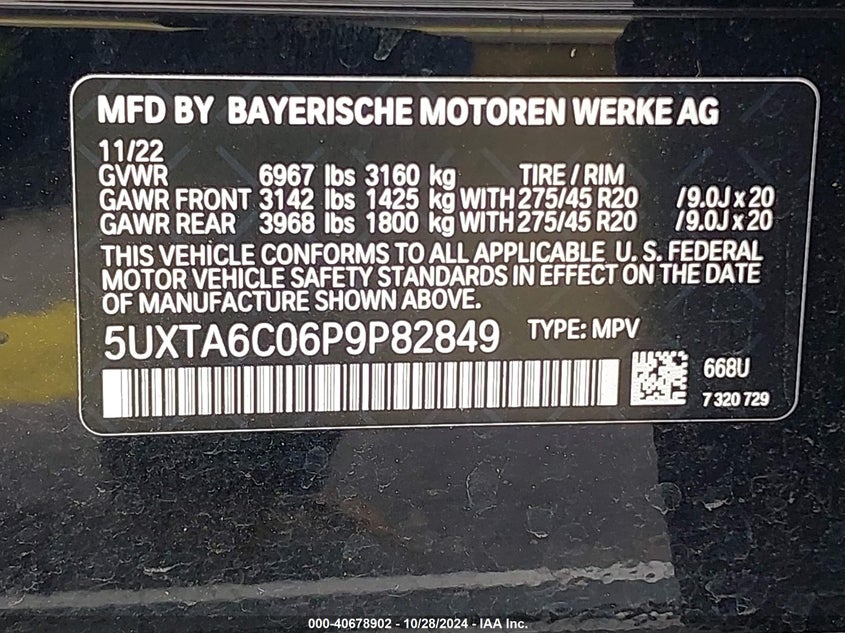 MFD BY BAYERISCHE MOTOREN WERKE AG
11/22
GVWR 6967 lbs 3160 kg TIRE / RIM
GAWR FRONT 3142 lbs 1425 kg WITH 275/45 R20 /9.0J x 20
GAWR REAR 3968 lbs 1800 kg WITH 275/45 R20 /9.0J x 20
THIS VEHICLE CONFORMS TO ALL APPLICABLE U. S. FEDERAL
MOTOR VEHICLE SAFETY STANDARDS IN EFFECT ON THE DATE
OF MANUFACTURE SHOWN ABOVE.
5UXTA6C06P9P82849 TYPE: MPV
668U
7 320 729
000-40678902 - 10/28/2024 - IAA Inc.